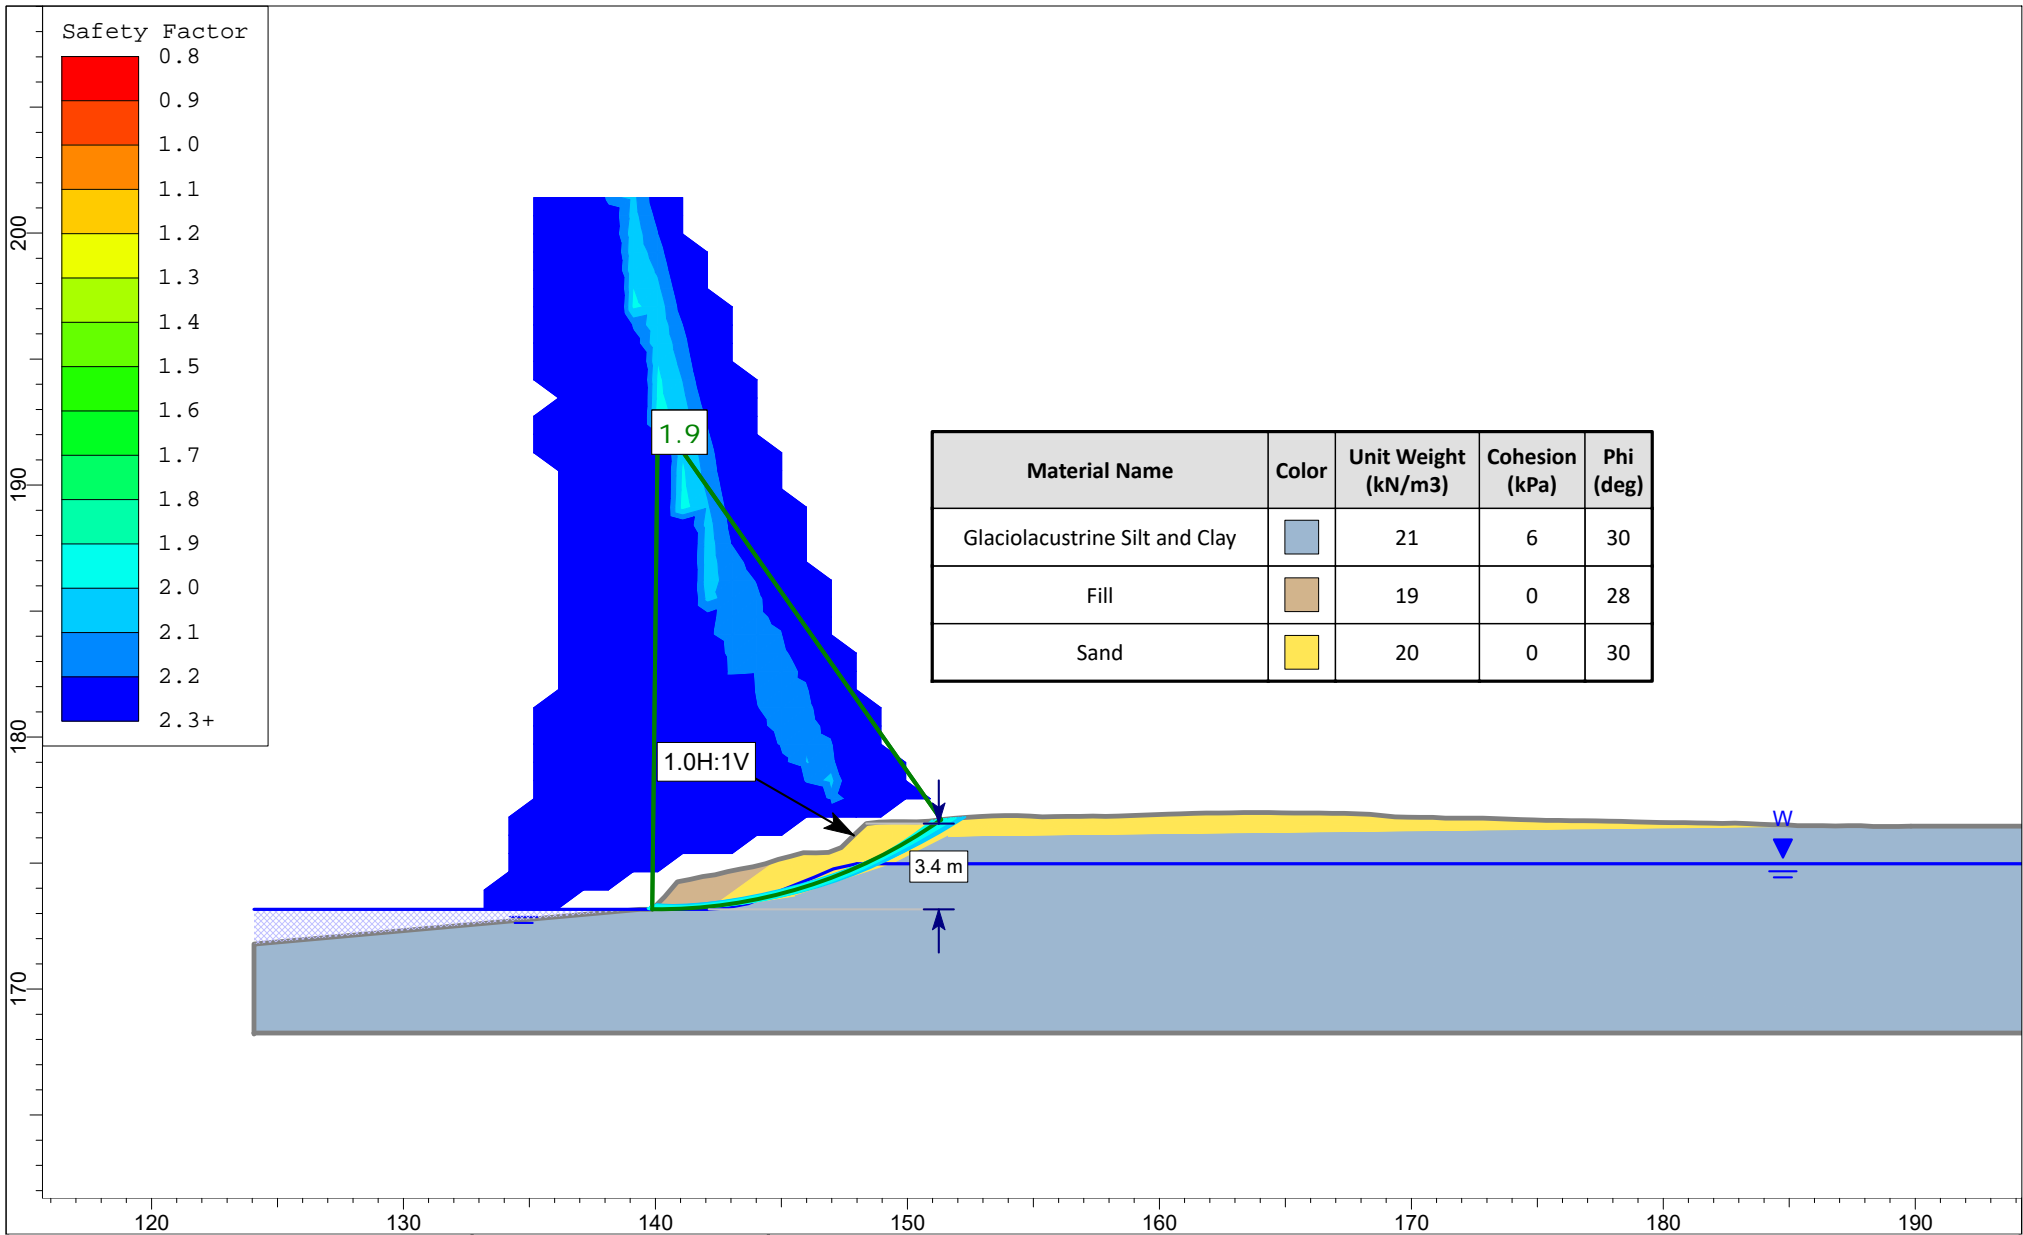 Safety Factor
0.8
0.9
1.0
1.1
1.2
1.3
1.4
1.5
1.6
1.7
1.8
1.9
2.0
2.1
2.2
2.3+
200
190
180
170
1.9
1.0H:1V
Material Name Color Unit Weight (kN/m3) Cohesion (kPa) Phi (deg)
Glaciolacustrine Silt and Clay 21 6 30
Fill 19 0 28
Sand 20 0 30
W
3.4 m
120 130 140 150 160 170 180 190